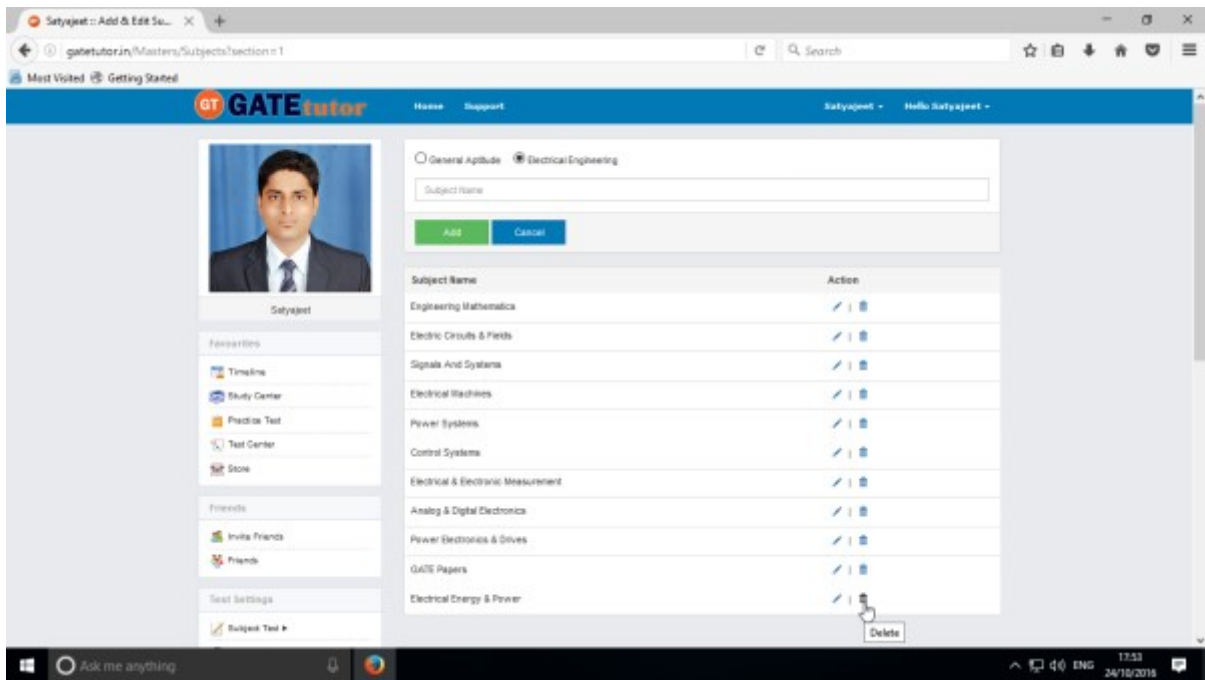 Satyajeet :: Add & Edit Su...
gatetutor.in/Masters/Subjects?section=1
Search
Most Visited Getting Started
GT GATEtutor Home Support Satyajeet Hello Satyajeet
General Aptitude Electrical Engineering
Subject Name
Add Cancel
Satyajeet
Favourites
Timeline
Study Center
Practice Test
Test Center
Store
Friends
Invite Friends
Friends
Test Settings
Subject Test
Subject Name Action
Engineering Mathematics
Electric Circuits & Fields
Signals And Systems
Electrical Machines
Power Systems
Control Systems
Electrical & Electronic Measurement
Analog & Digital Electronics
Power Electronics & Drives
GATE Papers
Electrical Energy & Power
Delete
Ask me anything
ENG
17:53
24/10/2016